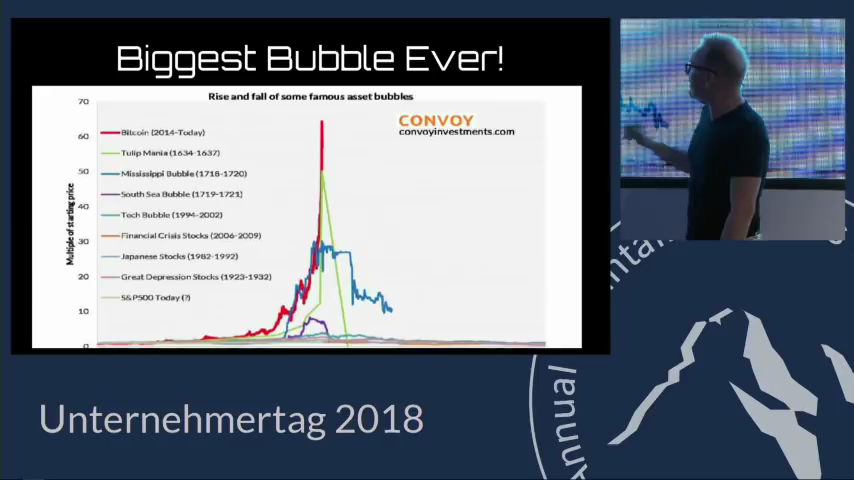 Biggest Bubble Ever!
Rise and fall of some famous asset bubbles
CONVOY
convoyinvestments.com
Multiple of starting price
70
60
50
40
30
20
10
0
Bitcoin (2014-Today)
Tulip Mania (1634-1637)
Mississippi Bubble (1718-1720)
South Sea Bubble (1719-1721)
Tech Bubble (1994-2002)
Financial Crisis Stocks (2006-2009)
Japanese Stocks (1982-1992)
Great Depression Stocks (1923-1932)
S&P500 Today (?)
Unternehmertag 2018
Annual